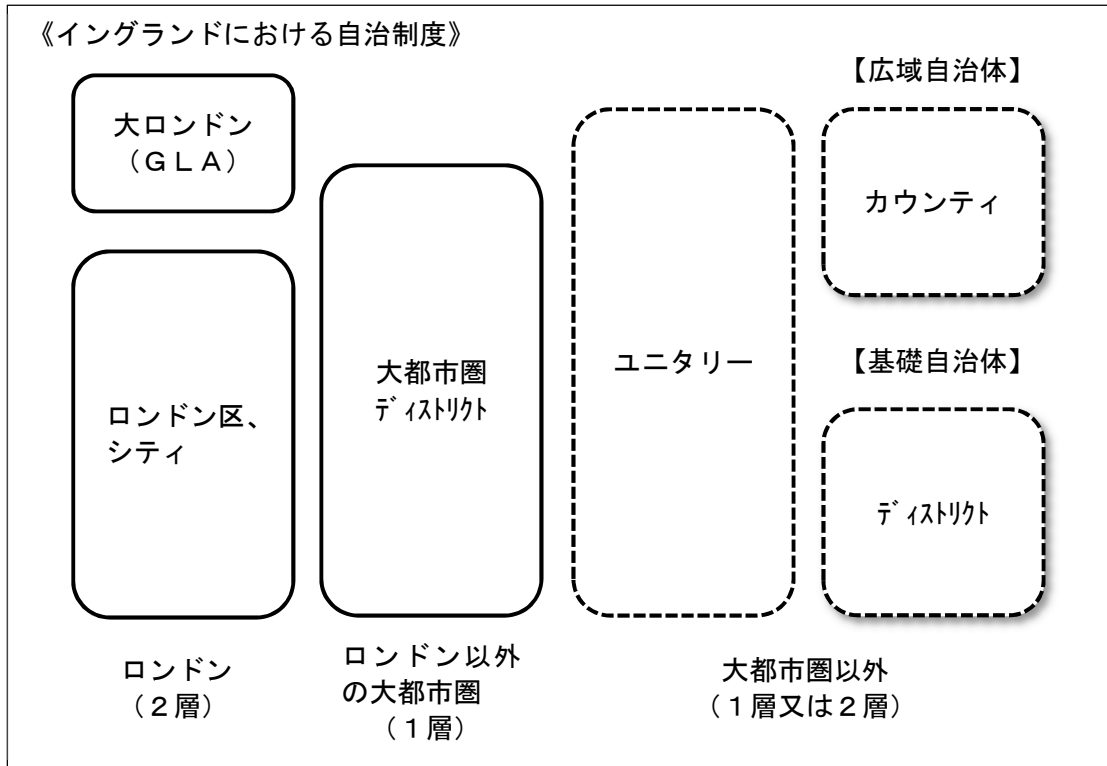 《イングランドにおける自治制度》
大ロンドン
（ＧＬＡ）
ロンドン区、
シティ
ロンドン
（２層）
大都市圏
ﾃﾞｨｽﾄﾘｸﾄ
ロンドン以外
の大都市圏
（１層）
ユニタリー
【広域自治体】
カウンティ
【基礎自治体】
ﾃﾞｨｽﾄﾘｸﾄ
大都市圏以外
（１層又は２層）